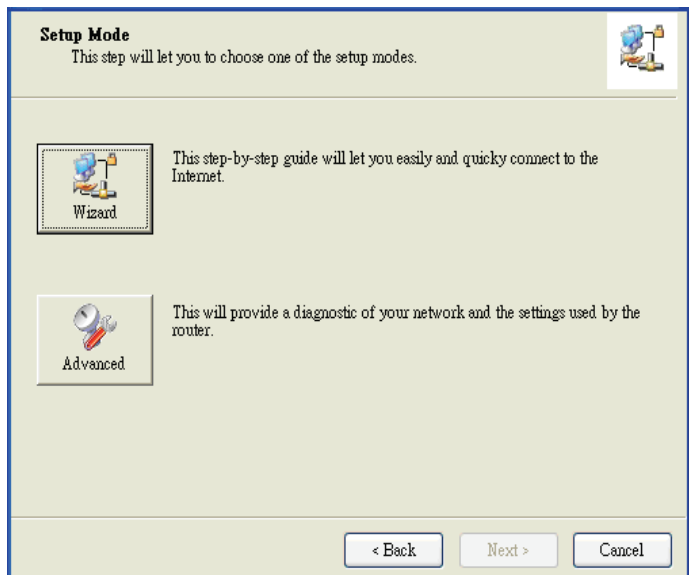 Setup Mode
This step will let you to choose one of the setup modes.
Wizard
This step-by-step guide will let you easily and quicky connect to the
Internet.
Advanced
This will provide a diagnostic of your network and the settings used by the
router.
< Back
Next >
Cancel